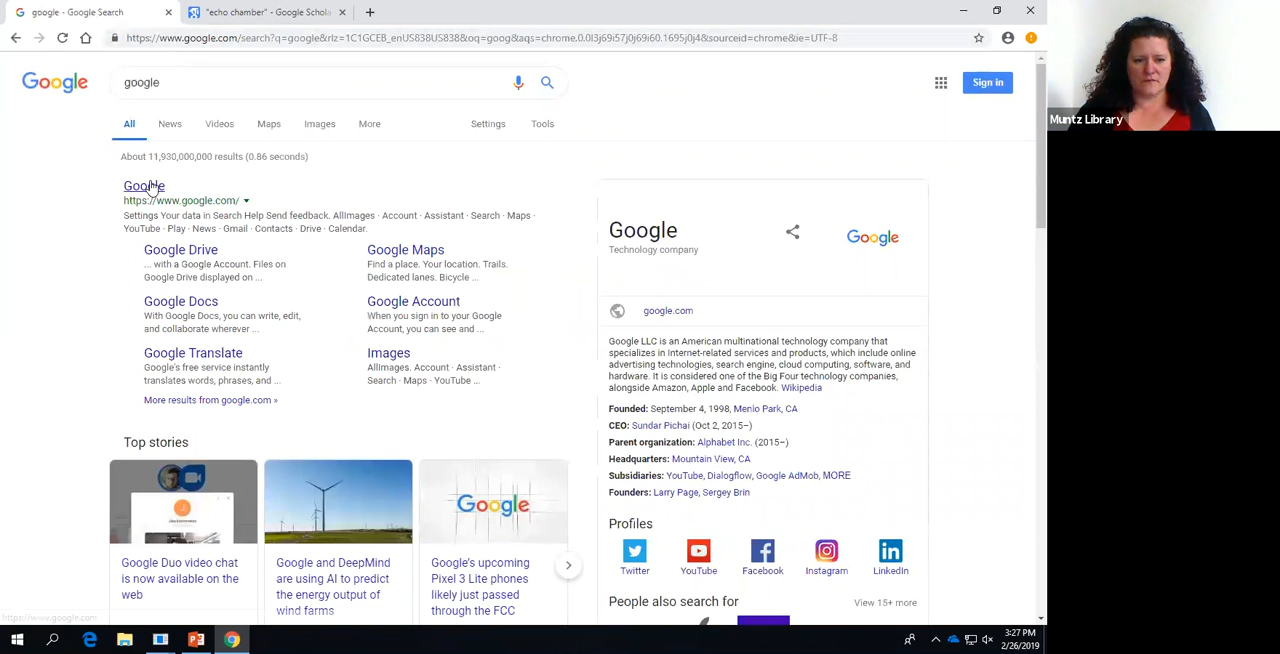 google - Google Search
"echo chamber" - Google Schola
https://www.google.com/search?q=google&rlz=1C1GCEB_enUS838US838&oq=goog&aqs=chrome.0.0l3j69i57j0j69i60.1695j0j4&sourceid=chrome&ie=UTF-8
Google
google
Sign in
All News Videos Maps Images More Settings Tools
About 11,930,000,000 results (0.86 seconds)
Google
https://www.google.com/
Settings Your data in Search Help Send feedback. AllImages · Account · Assistant · Search · Maps ·
YouTube · Play · News · Gmail · Contacts · Drive · Calendar.
Google Drive
... with a Google Account. Files on
Google Drive displayed on ...
Google Maps
Find a place. Your location. Trails.
Dedicated lanes. Bicycle ...
Google Docs
With Google Docs, you can write, edit,
and collaborate wherever ...
Google Account
When you sign in to your Google
Account, you can see and ...
Google Translate
Google's free service instantly
translates words, phrases, and ...
Images
AllImages. Account · Assistant ·
Search · Maps · YouTube ...
More results from google.com »
Top stories
Google Duo video chat
is now available on the
web
Google and DeepMind
are using AI to predict
the energy output of
wind farms
Google
Google's upcoming
Pixel 3 Lite phones
likely just passed
through the FCC
Google
Technology company
Google
google.com
Google LLC is an American multinational technology company that
specializes in Internet-related services and products, which include online
advertising technologies, search engine, cloud computing, software, and
hardware. It is considered one of the Big Four technology companies,
alongside Amazon, Apple and Facebook. Wikipedia
Founded: September 4, 1998, Menlo Park, CA
CEO: Sundar Pichai (Oct 2, 2015–)
Parent organization: Alphabet Inc. (2015–)
Headquarters: Mountain View, CA
Subsidiaries: YouTube, Dialogflow, Google AdMob, MORE
Founders: Larry Page, Sergey Brin
Profiles
Twitter YouTube Facebook Instagram LinkedIn
People also search for
View 15+ more
https://www.google.com
3:27 PM
2/26/2019
Muntz Library